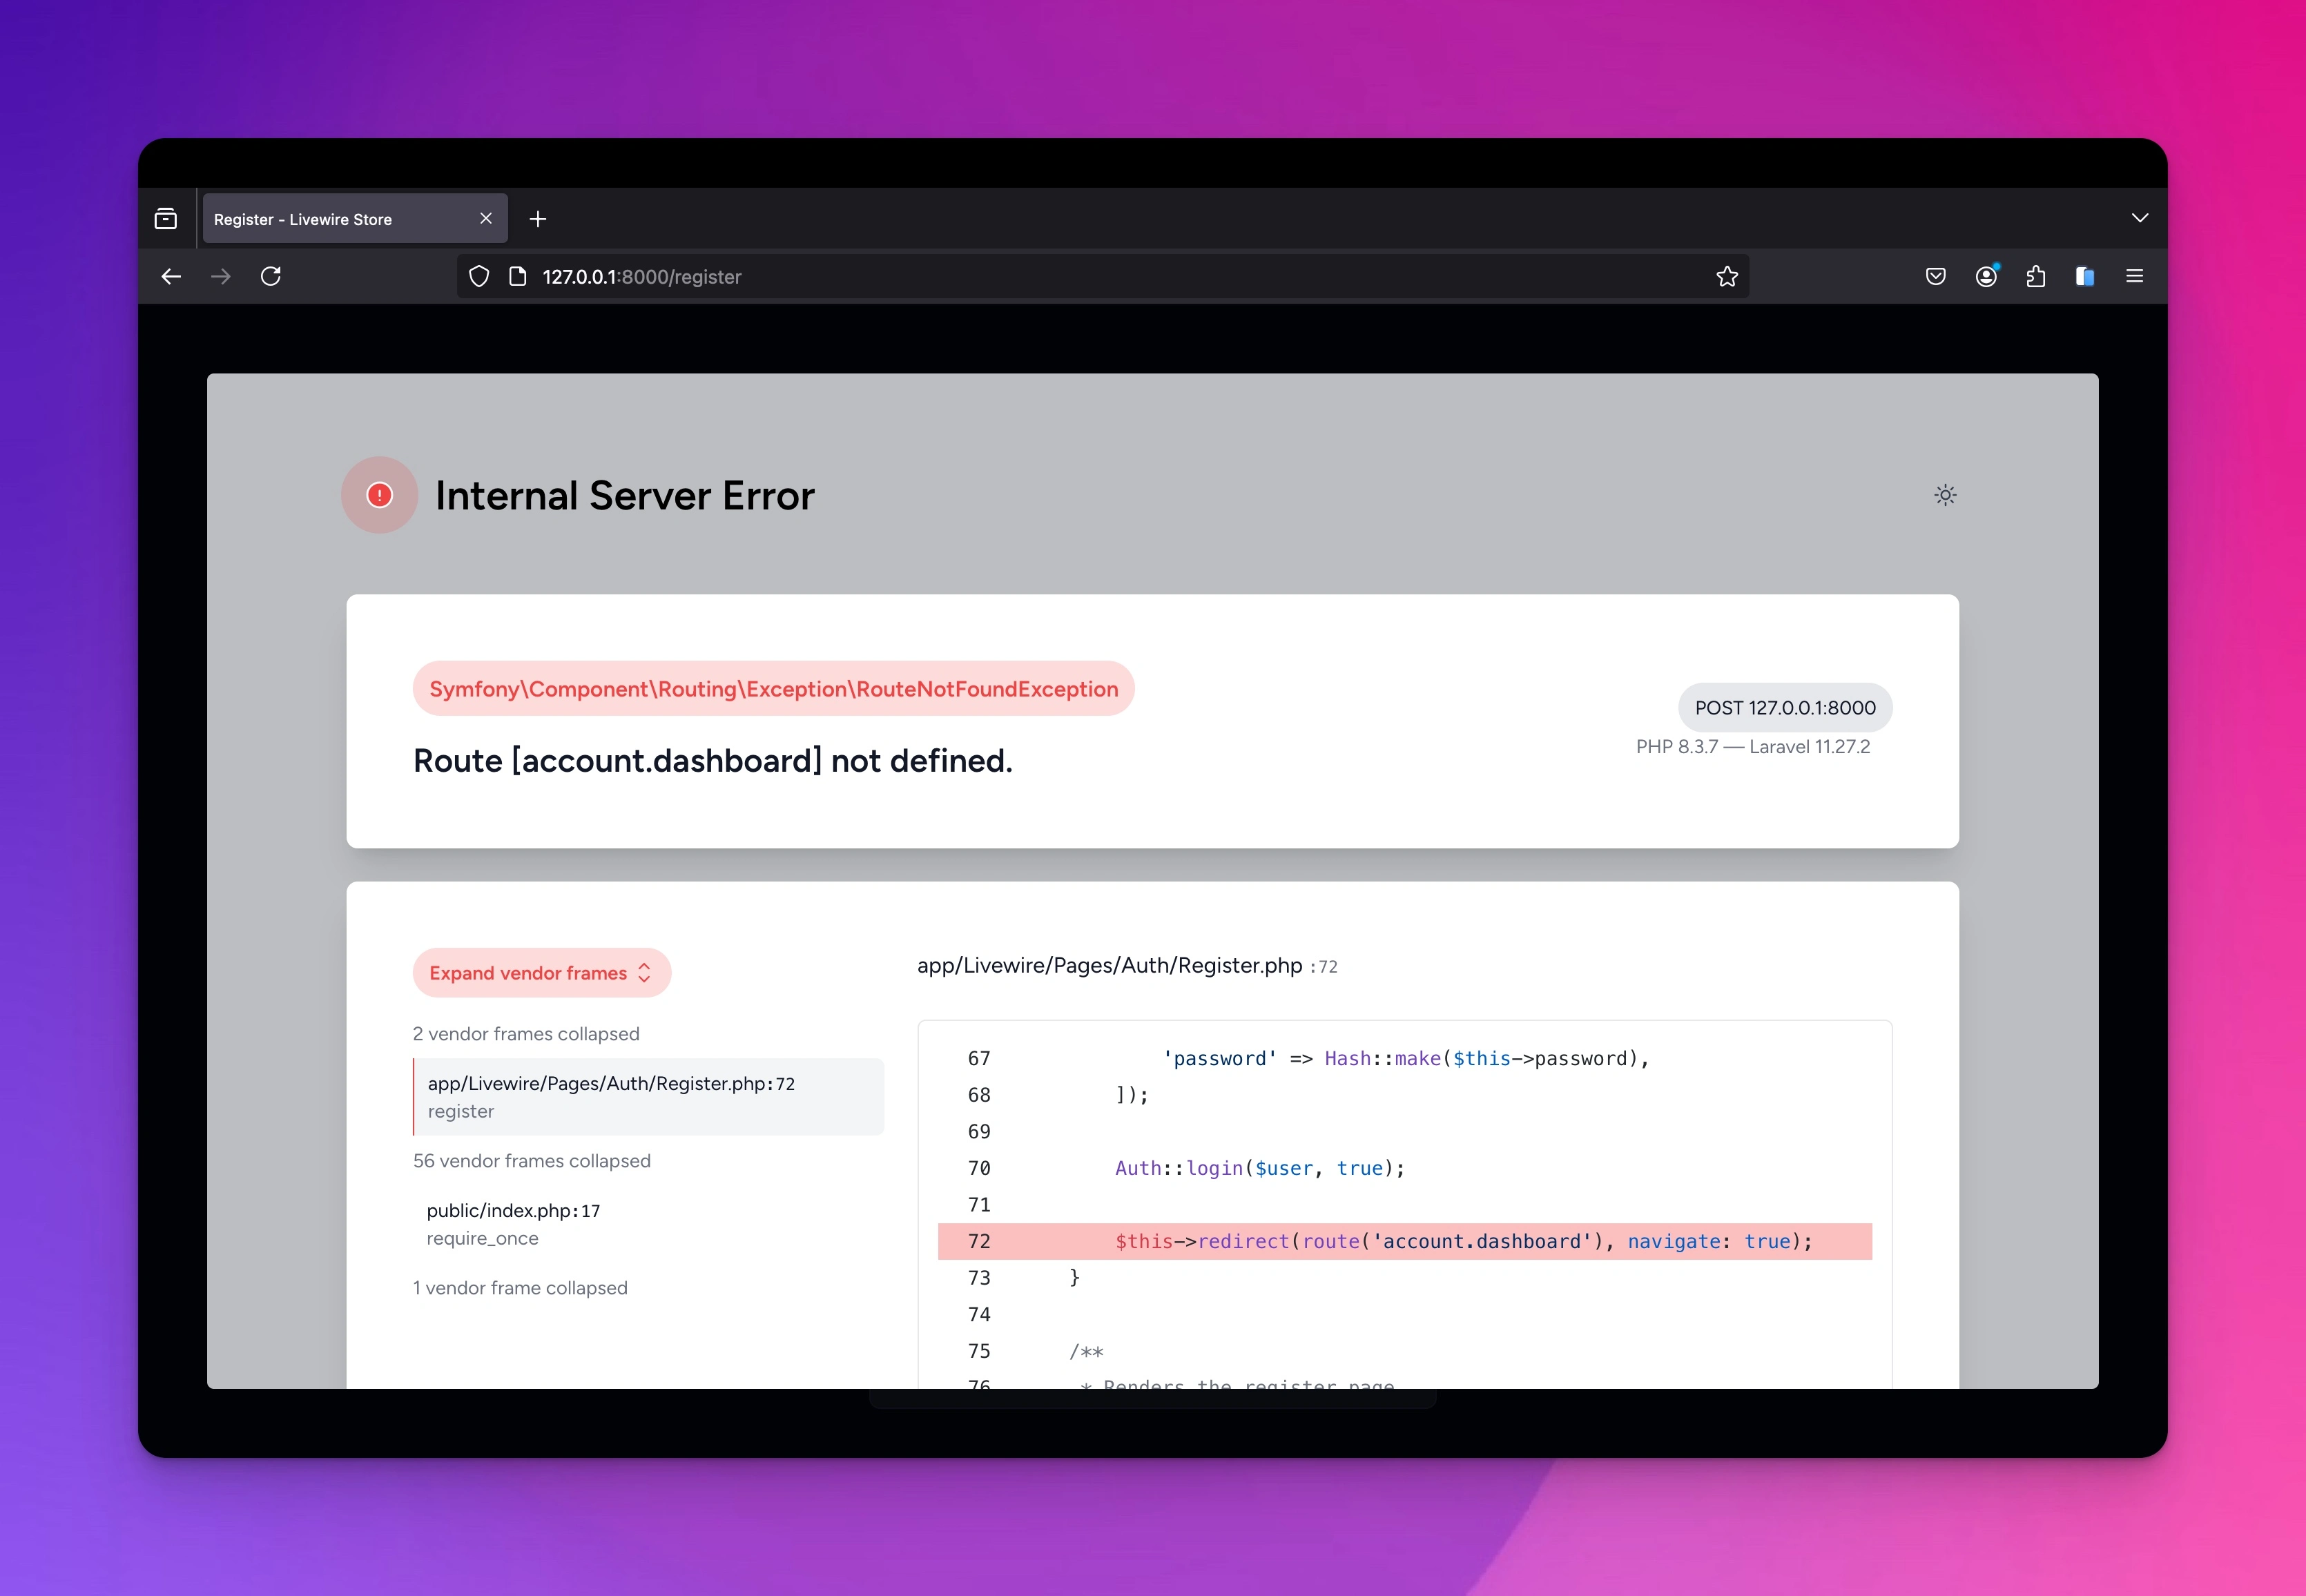 Register - Livewire Store
127.0.0.1:8000/register
Internal Server Error
Symfony\Component\Routing\Exception\RouteNotFoundException
Route [account.dashboard] not defined.
POST 127.0.0.1:8000
PHP 8.3.7 — Laravel 11.27.2
Expand vendor frames
2 vendor frames collapsed
app/Livewire/Pages/Auth/Register.php:72
register
56 vendor frames collapsed
public/index.php:17
require_once
1 vendor frame collapsed
app/Livewire/Pages/Auth/Register.php :72
67 'password' => Hash::make($this->password),
68 ]);
69
70 Auth::login($user, true);
71
72 $this->redirect(route('account.dashboard'), navigate: true);
73 }
74
75 /**
76 * Renders the register page